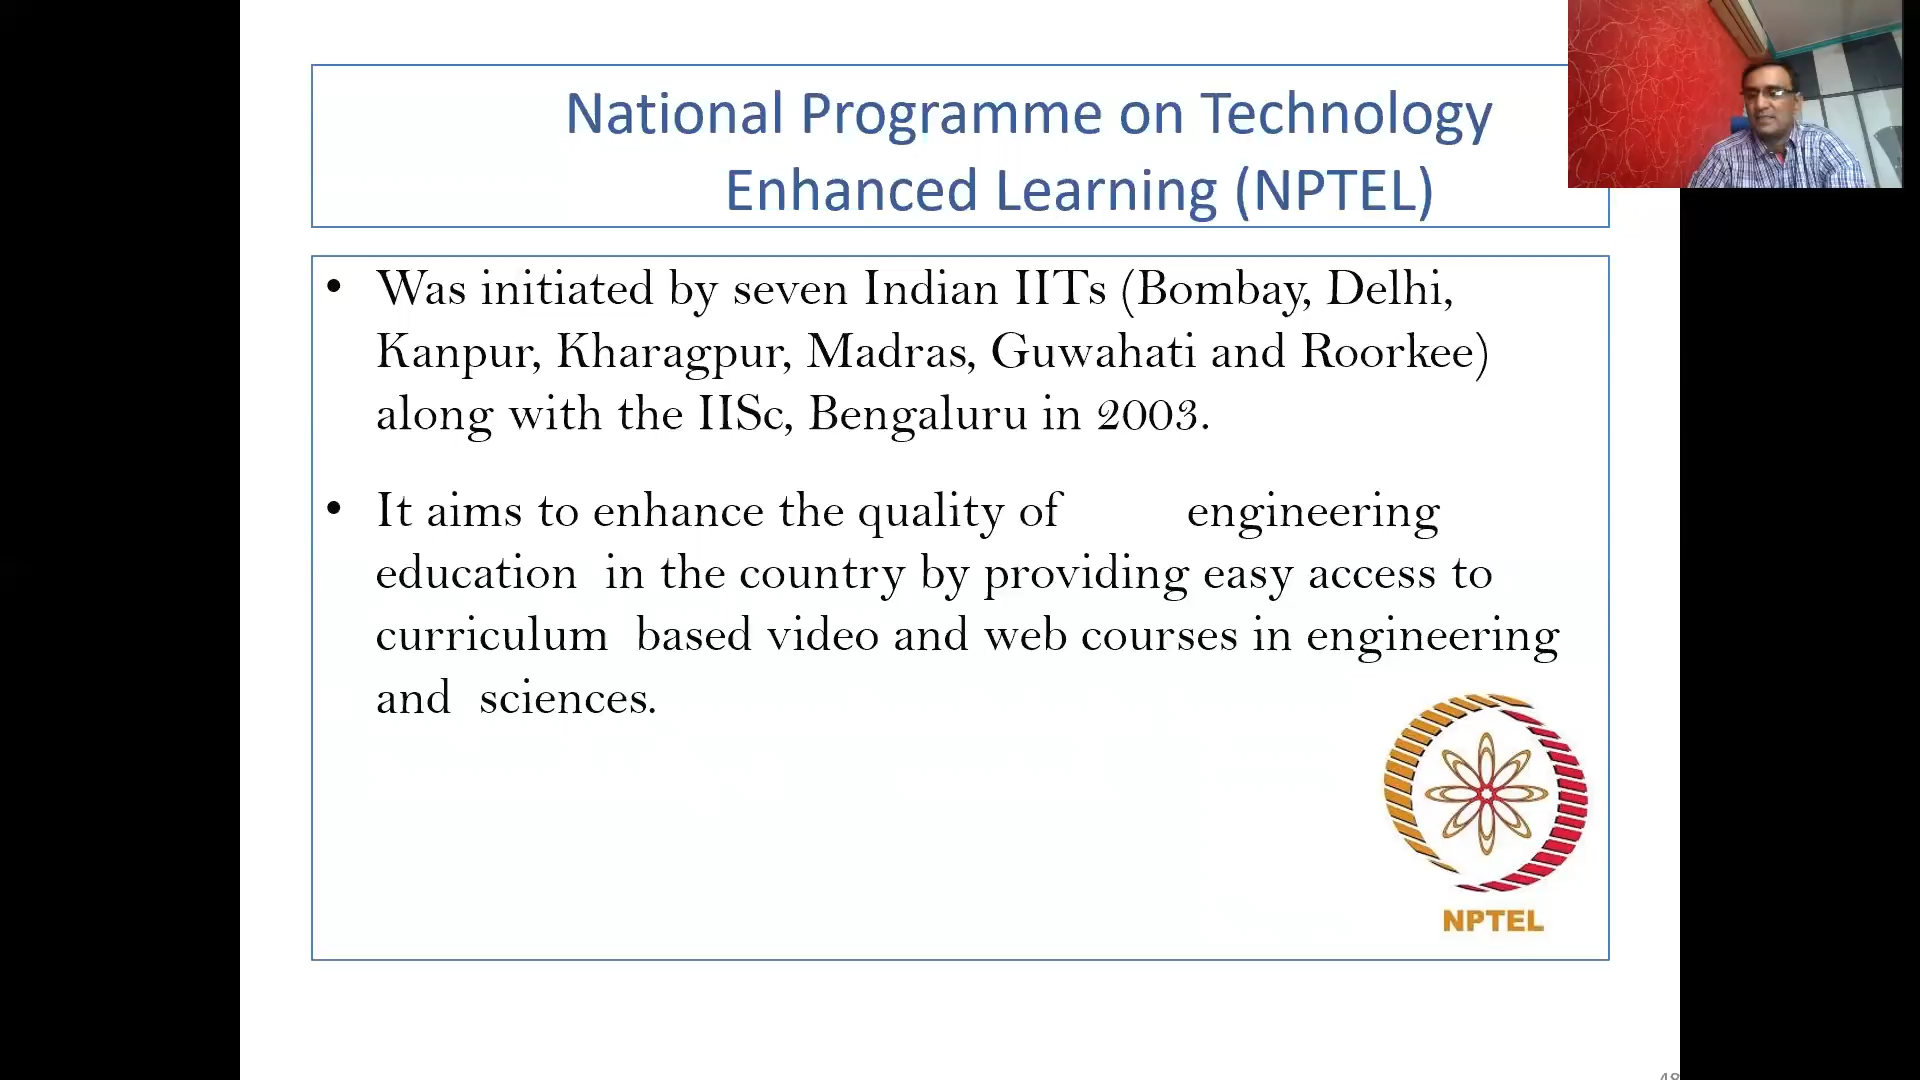 National Programme on Technology
Enhanced Learning (NPTEL)
• Was initiated by seven Indian IITs (Bombay, Delhi,
Kanpur, Kharagpur, Madras, Guwahati and Roorkee)
along with the IISc, Bengaluru in 2003.
• It aims to enhance the quality of engineering
education in the country by providing easy access to
curriculum based video and web courses in engineering
and sciences.
NPTEL